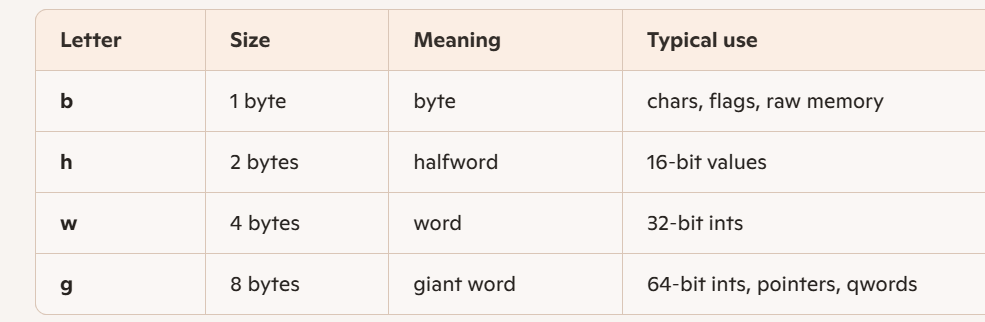 Letter Size Meaning Typical use
b 1 byte byte chars, flags, raw memory
h 2 bytes halfword 16-bit values
w 4 bytes word 32-bit ints
g 8 bytes giant word 64-bit ints, pointers, qwords